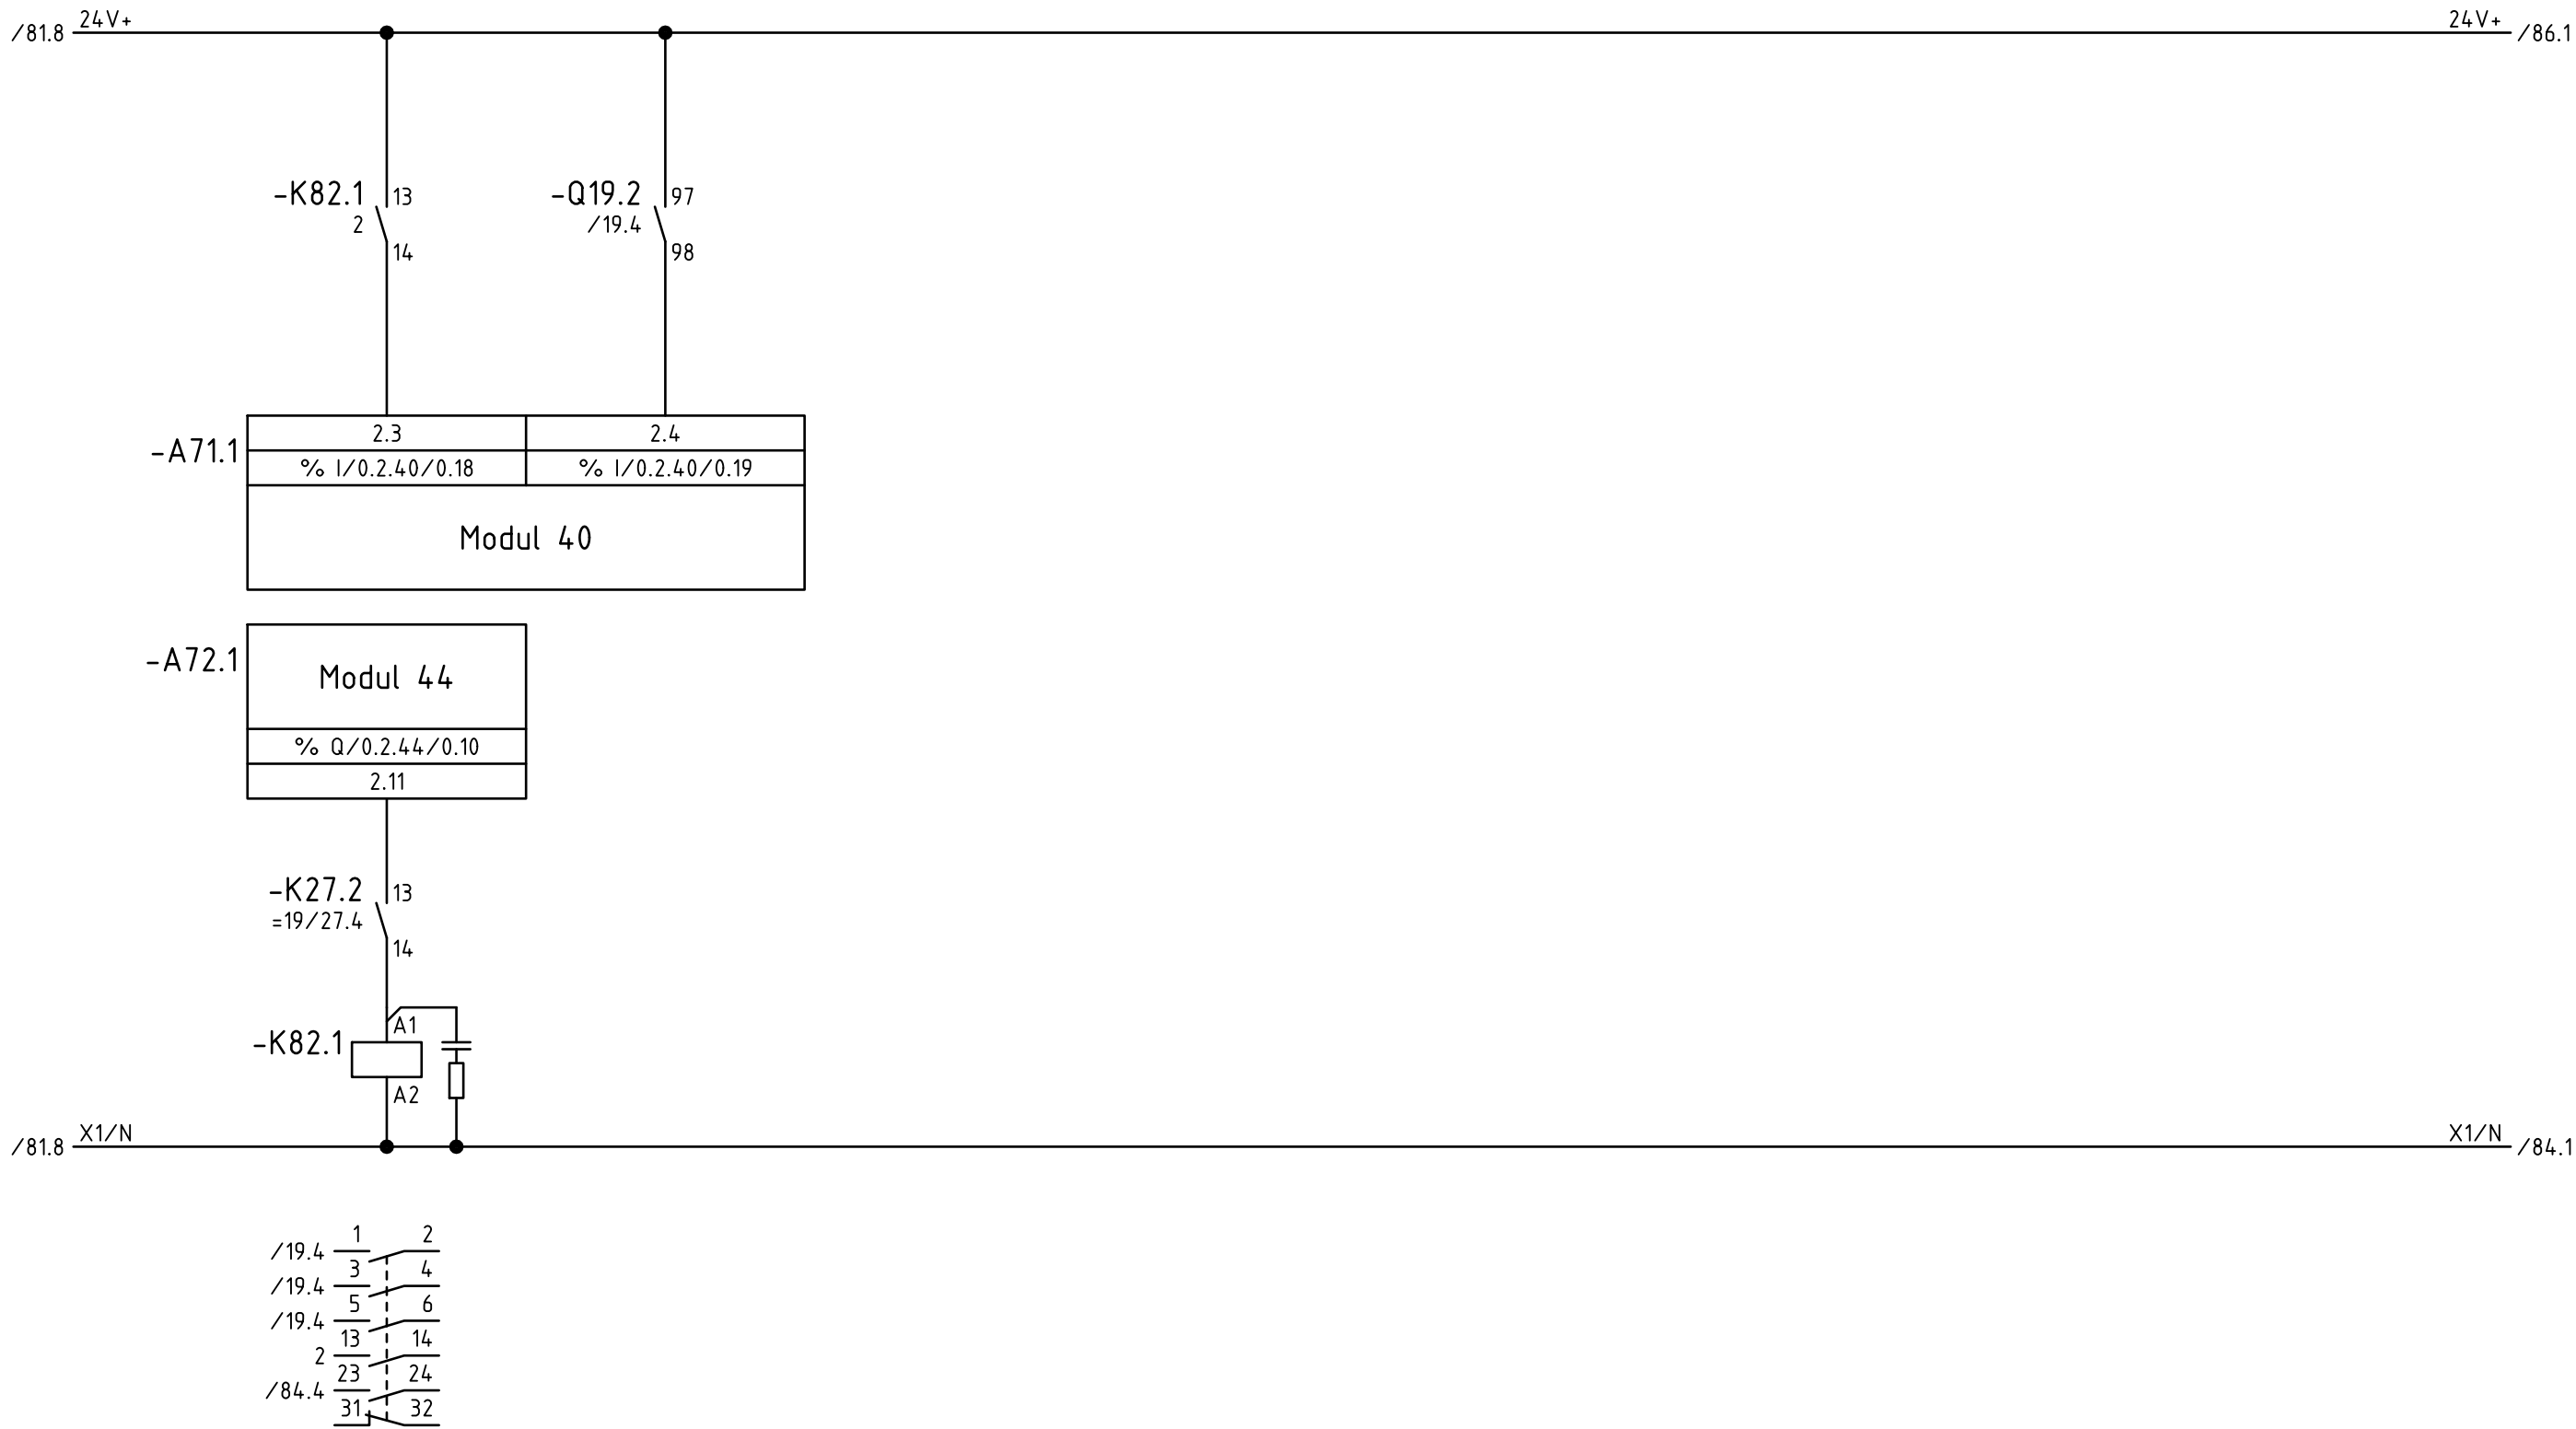 24V+ 24V+
/81.8 /86.1
-K82.1 13 -Q19.2 97
2 /19.4
14 98
-A71.1 2.3 2.4
% I/0.2.40/0.18 % I/0.2.40/0.19
Modul 40
-A72.1 Modul 44
% Q/0.2.44/0.10
2.11
-K27.2 13
=19/27.4
14
A1
-K82.1
A2
X1/N X1/N
/81.8 /84.1
1 2
/19.4
3 4
/19.4
5 6
/19.4
13 14
2
23 24
/84.4
31 32